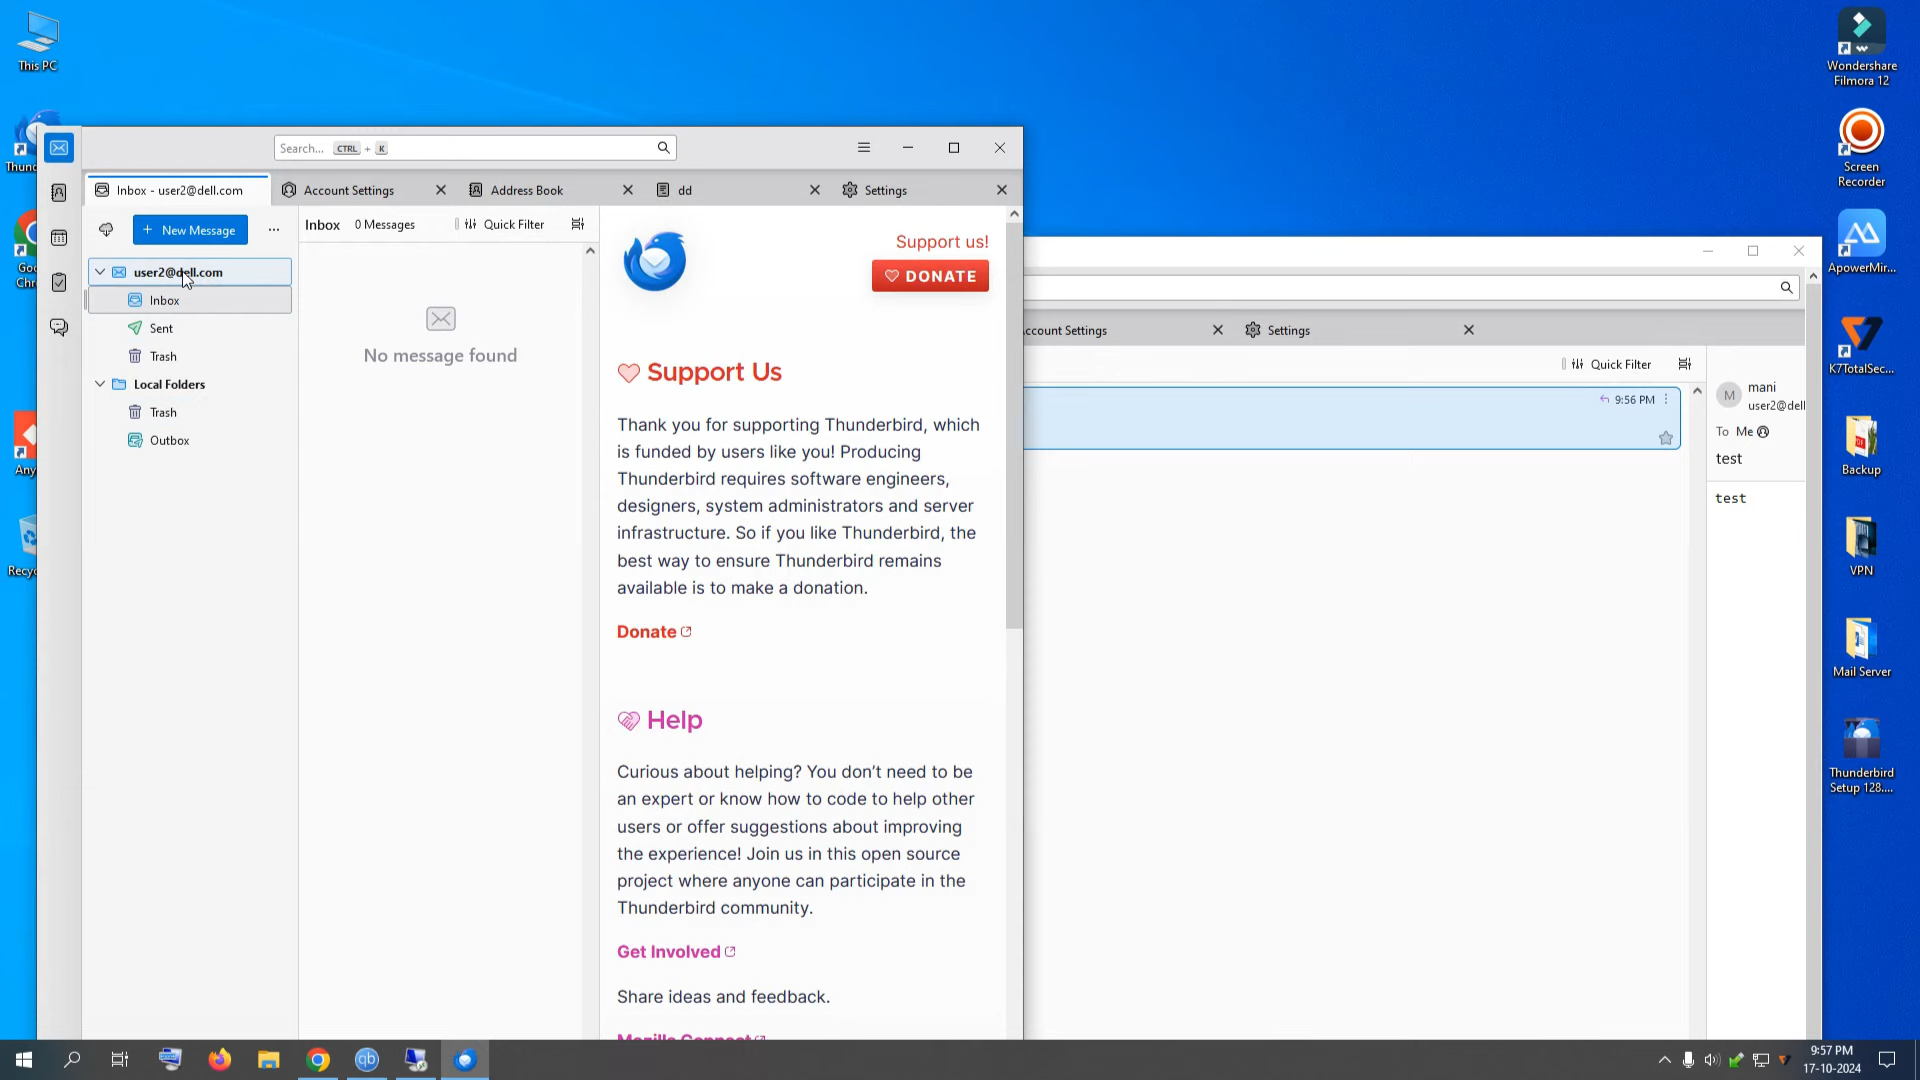 This PC
Thun
Goo
Chr
Any
Recyc
Search... CTRL + K
Inbox - user2@dell.com
Account Settings
Address Book
dd
Settings
+ New Message
Inbox 0 Messages
Quick Filter
user2@dell.com
Inbox
Sent
Trash
Local Folders
Trash
Outbox
No message found
Support us!
DONATE
Support Us
Thank you for supporting Thunderbird, which
is funded by users like you! Producing
Thunderbird requires software engineers,
designers, system administrators and server
infrastructure. So if you like Thunderbird, the
best way to ensure Thunderbird remains
available is to make a donation.
Donate
Help
Curious about helping? You don't need to be
an expert or know how to code to help other
users or offer suggestions about improving
the experience! Join us in this open source
project where anyone can participate in the
Thunderbird community.
Get Involved
Share ideas and feedback.
Mozilla Connect
ccount Settings
Settings
Quick Filter
9:56 PM
M
mani
user2@dell
To Me
test
test
Wondershare
Filmora 12
Screen
Recorder
ApowerMir...
K7TotalSec...
Backup
VPN
Mail Server
Thunderbird
Setup 128....
qb
9:57 PM
17-10-2024